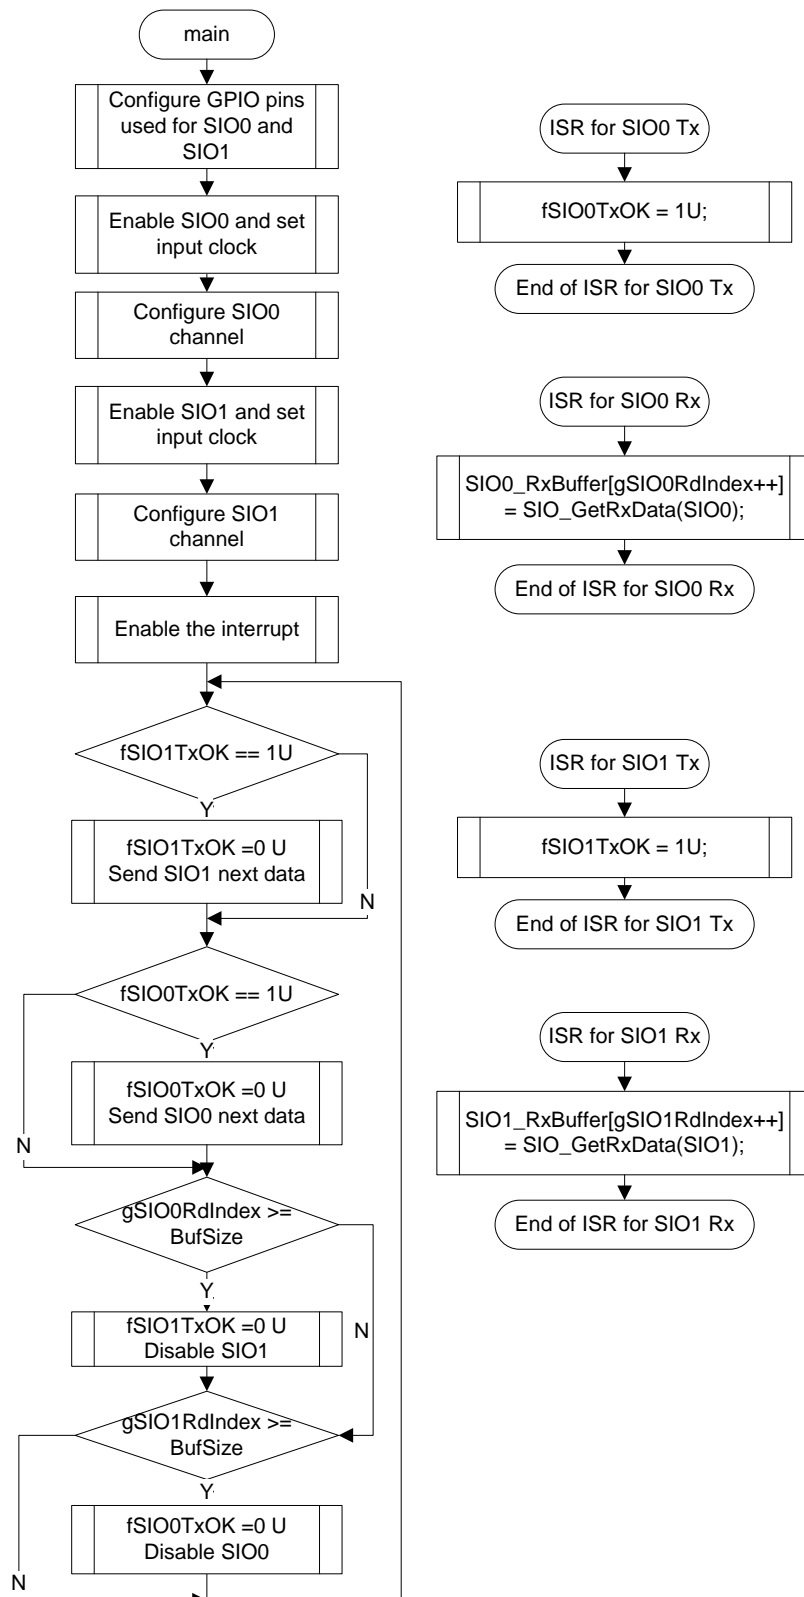 main
Configure GPIO pins
used for SIO0 and
SIO1
Enable SIO0 and set
input clock
Configure SIO0
channel
Enable SIO1 and set
input clock
Configure SIO1
channel
Enable the interrupt
fSIO1TxOK == 1U
Y
fSIO1TxOK =0 U
Send SIO1 next data
N
fSIO0TxOK == 1U
Y
fSIO0TxOK =0 U
Send SIO0 next data
N
gSIO0RdIndex >=
BufSize
Y
N
fSIO1TxOK =0 U
Disable SIO1
gSIO1RdIndex >=
BufSize
Y
fSIO0TxOK =0 U
Disable SIO0
N
ISR for SIO0 Tx
fSIO0TxOK = 1U;
End of ISR for SIO0 Tx
ISR for SIO0 Rx
SIO0_RxBuffer[gSIO0RdIndex++]
= SIO_GetRxData(SIO0);
End of ISR for SIO0 Rx
ISR for SIO1 Tx
fSIO1TxOK = 1U;
End of ISR for SIO1 Tx
ISR for SIO1 Rx
SIO1_RxBuffer[gSIO1RdIndex++]
= SIO_GetRxData(SIO1);
End of ISR for SIO1 Rx